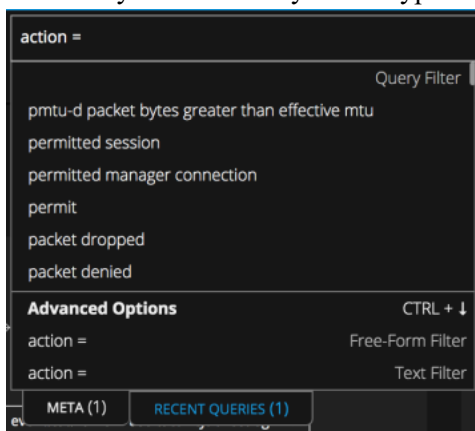 action =
Query Filter
pmtu-d packet bytes greater than effective mtu
permitted session
permitted manager connection
permit
packet dropped
packet denied
Advanced Options CTRL + ↓
action = Free-Form Filter
action = Text Filter
META (1) RECENT QUERIES (1)